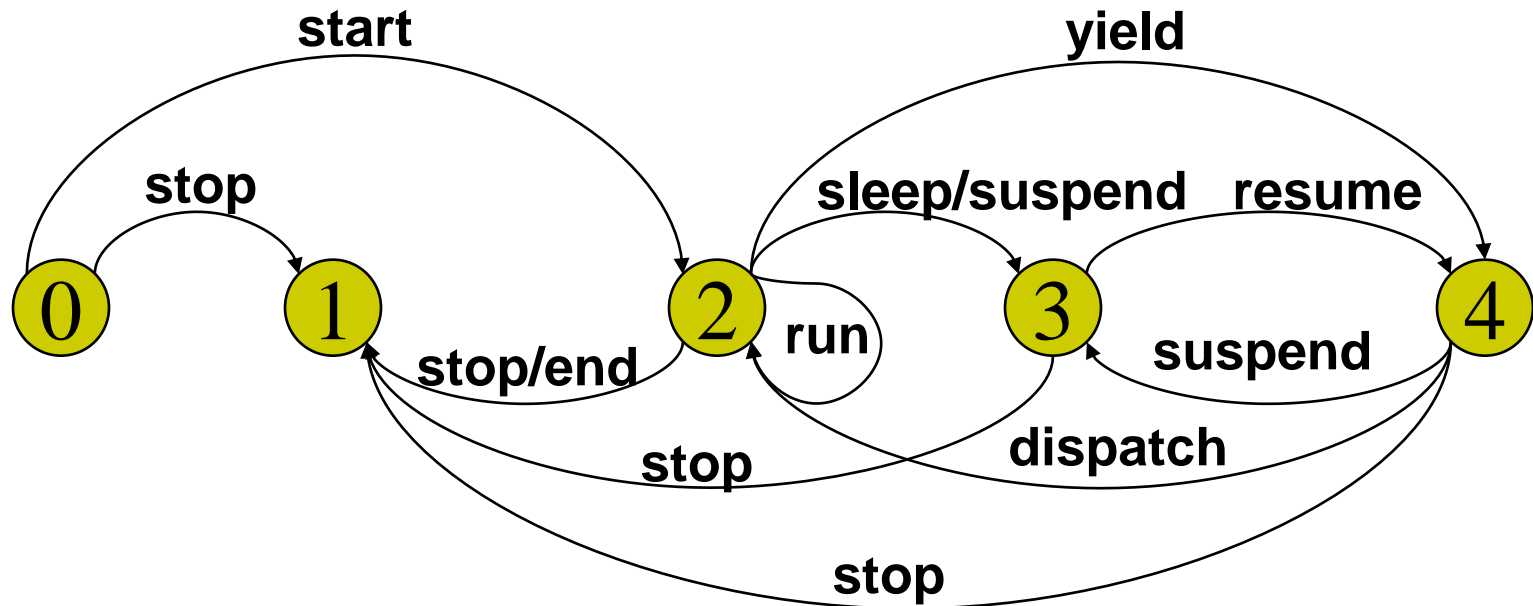 start
yield
stop
sleep/suspend
resume
0
1
2
3
4
run
suspend
stop/end
dispatch
stop
stop